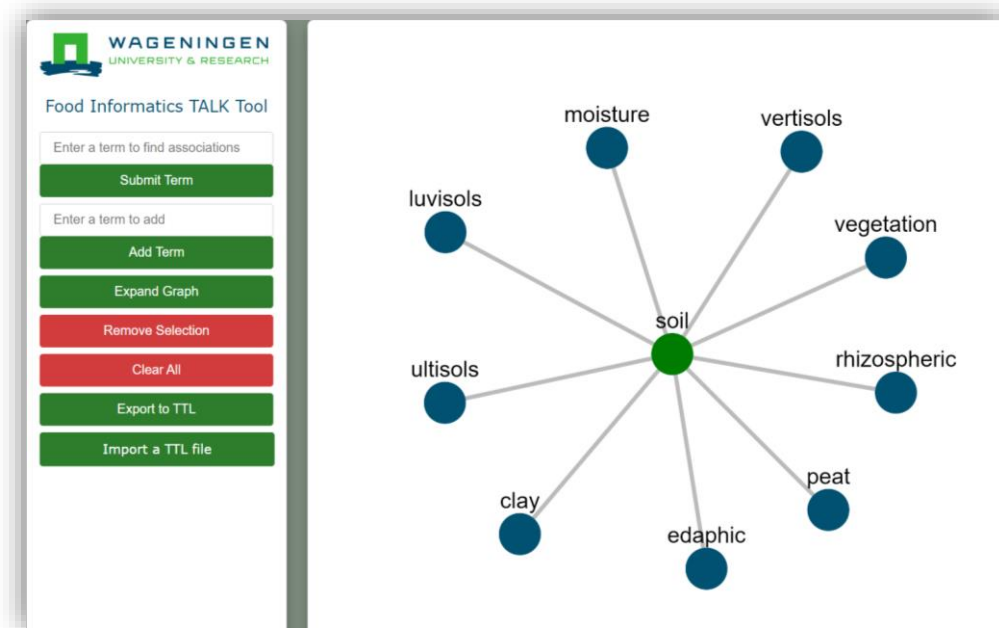 WAGENINGEN
UNIVERSITY & RESEARCH
Food Informatics TALK Tool
Enter a term to find associations
Submit Term
Enter a term to add
Add Term
Expand Graph
Remove Selection
Clear All
Export to TTL
Import a TTL file
moisture
vertisols
luvisols
vegetation
soil
ultisols
rhizospheric
clay
peat
edaphic